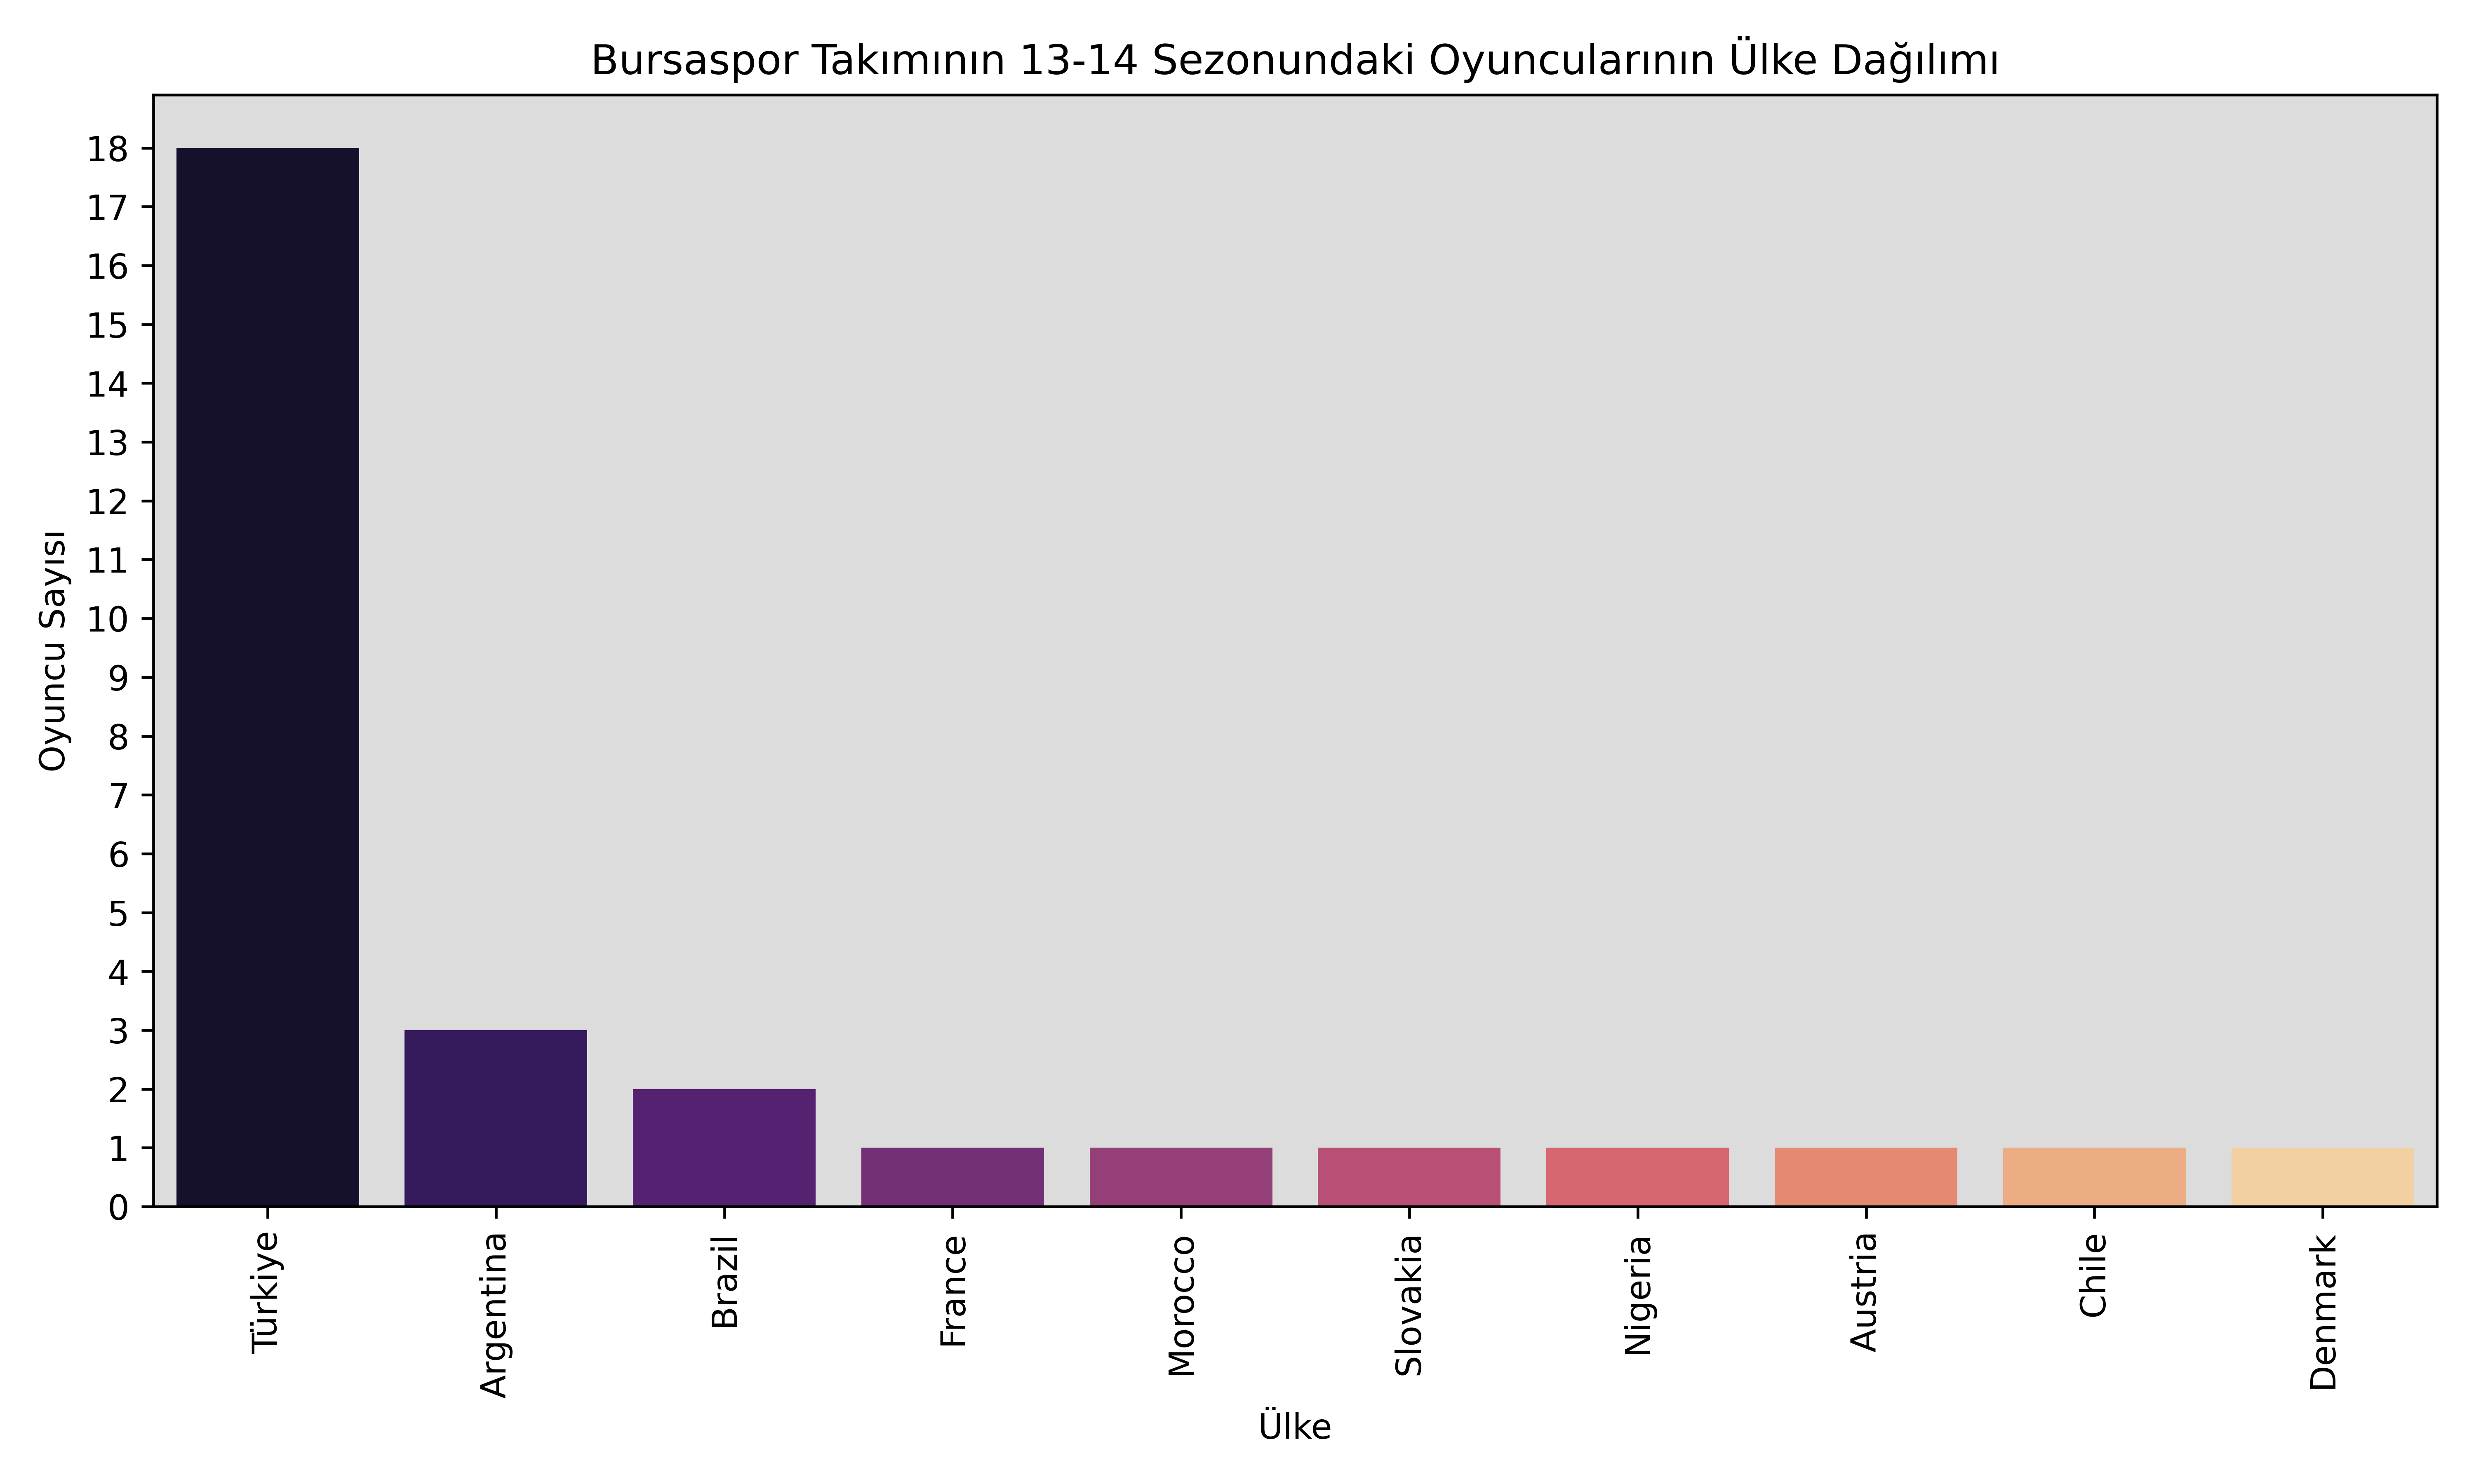 Bursaspor Takımının 13-14 Sezonundaki Oyuncularının Ülke Dağılımı
Oyuncu Sayısı
18
17
16
15
14
13
12
11
10
9
8
7
6
5
4
3
2
1
0
Türkiye
Argentina
Brazil
France
Morocco
Slovakia
Nigeria
Austria
Chile
Denmark
Ülke